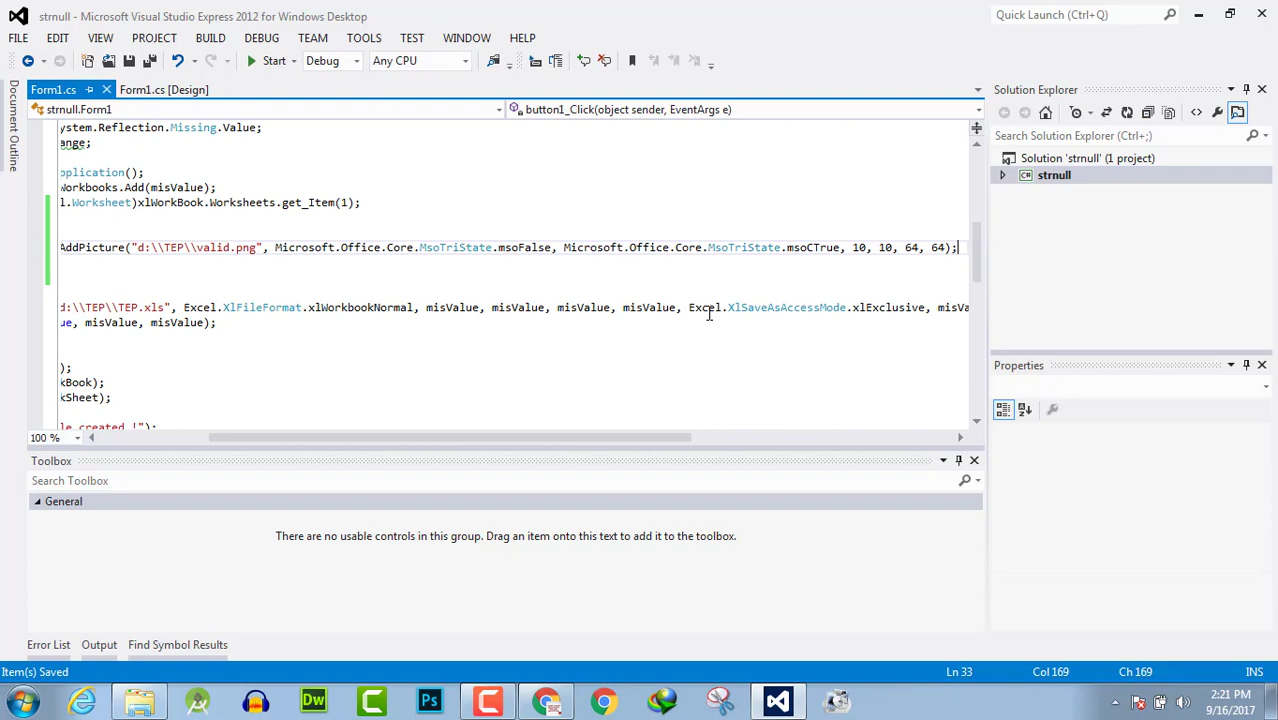 strnull - Microsoft Visual Studio Express 2012 for Windows Desktop
Quick Launch (Ctrl+Q)
FILE EDIT VIEW PROJECT BUILD DEBUG TEAM TOOLS TEST WINDOW HELP
Start Debug Any CPU
Document Outline
Form1.cs Form1.cs [Design]
strnull.Form1 button1_Click(object sender, EventArgs e)
ystem.Reflection.Missing.Value;
ange;
pplication();
Workbooks.Add(misValue);
l.Worksheet)xlWorkBook.Worksheets.get_Item(1);
AddPicture("d:\\TEP\\valid.png", Microsoft.Office.Core.MsoTriState.msoFalse, Microsoft.Office.Core.MsoTriState.msoCTrue, 10, 10, 64, 64);
d:\\TEP\\TEP.xls", Excel.XlFileFormat.xlWorkbookNormal, misValue, misValue, misValue, misValue, Excel.XlSaveAsAccessMode.xlExclusive, misVa
ue, misValue, misValue);
);
kBook);
kSheet);
le created !");
100 %
Solution Explorer
Search Solution Explorer (Ctrl+;)
Solution 'strnull' (1 project)
C# strnull
Properties
Toolbox
Search Toolbox
General
There are no usable controls in this group. Drag an item onto this text to add it to the toolbox.
Error List Output Find Symbol Results
Item(s) Saved Ln 33 Col 169 Ch 169 INS
Dw Ps
2:21 PM
9/16/2017